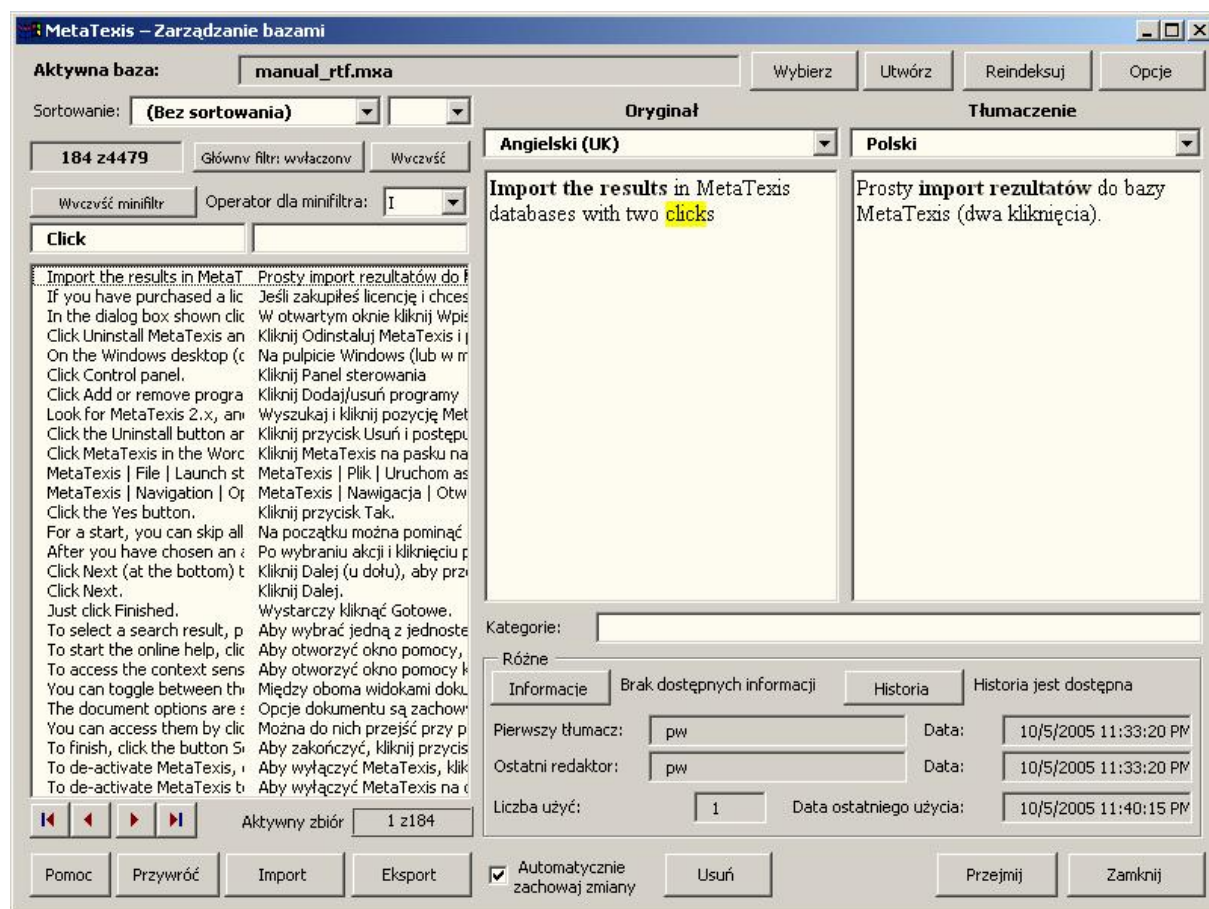 MetaTexis – Zarządzanie bazami
Aktywna baza: manual_rtf.mxa Wybierz Utwórz Reindeksuj Opcje
Sortowanie: (Bez sortowania) Oryginał Tłumaczenie
Angielski (UK) Polski
184 z4479 Główny filtr: wyłączony Wyczyść
Wyczyść minifiltr Operator dla minifiltra: I
Click
Import the results in MetaTexis
databases with two clicks
Prosty import rezultatów do bazy
MetaTexis (dwa kliknięcia).
Import the results in MetaT Prosty import rezultatów do
If you have purchased a lic Jeśli zakupiłeś licencję i chces
In the dialog box shown clic W otwartym oknie kliknij Wpis
Click Uninstall MetaTexis an Kliknij Odinstaluj MetaTexis i
On the Windows desktop (c Na pulpicie Windows (lub w m
Click Control panel. Kliknij Panel sterowania
Click Add or remove progra Kliknij Dodaj/usuń programy
Look for MetaTexis 2.x, an Wyszukaj i kliknij pozycję Met
Click the Uninstall button ar Kliknij przycisk Usuń i postępu
Click MetaTexis in the Worc Kliknij MetaTexis na pasku na
MetaTexis | File | Launch st MetaTexis | Plik | Uruchom as
MetaTexis | Navigation | Op MetaTexis | Nawigacja | Otw
Click the Yes button. Kliknij przycisk Tak.
For a start, you can skip all Na początku można pominąć
After you have chosen an a Po wybraniu akcji i kliknięciu p
Click Next (at the bottom) t Kliknij Dalej (u dołu), aby prz
Click Next. Kliknij Dalej.
Just click Finished. Wystarczy kliknąć Gotowe.
To select a search result, p Aby wybrać jedną z jednoste
To start the online help, clic Aby otworzyć okno pomocy,
To access the context sens Aby otworzyć okno pomocy k
You can toggle between the Między oboma widokami doku
The document options are s Opcje dokumentu są zachow
You can access them by clic Można do nich przejść przy p
To finish, click the button S Aby zakończyć, kliknij przycis
To de-activate MetaTexis, Aby wyłączyć MetaTexis, klik
To de-activate MetaTexis t Aby wyłączyć MetaTexis na
Kategorie:
Różne
Informacje Brak dostępnych informacji Historia Historia jest dostępna
Pierwszy tłumacz: pw Data: 10/5/2005 11:33:20 PM
Ostatni redaktor: pw Data: 10/5/2005 11:33:20 PM
Liczba użyć: 1 Data ostatniego użycia: 10/5/2005 11:40:15 PM
Aktywny zbiór 1 z184
Pomoc Przywróć Import Eksport Automatycznie
zachowaj zmiany Usuń Przejmij Zamknij